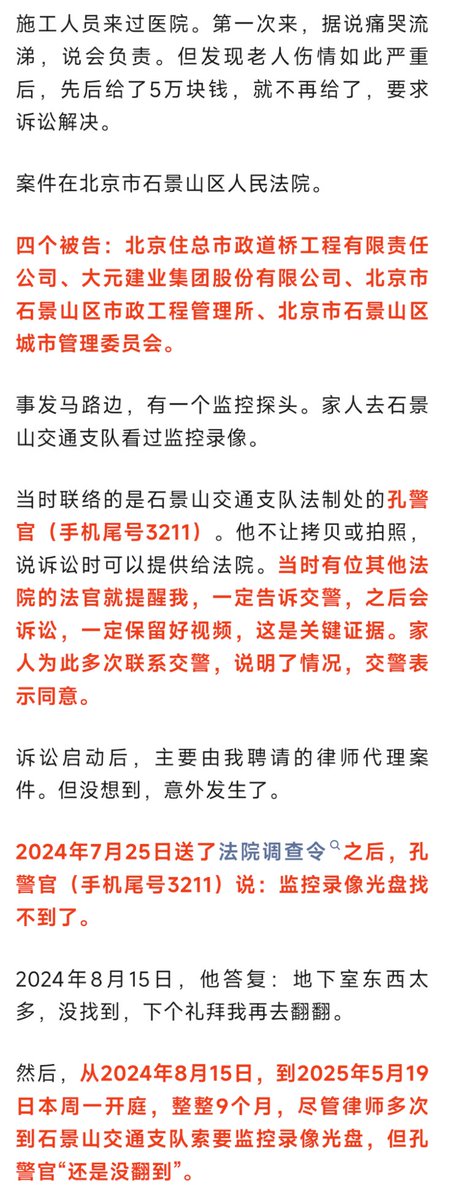 施工人员来过医院。第一次来，据说痛哭流
涕，说会负责。但发现老人伤情如此严重
后，先后给了5万块钱，就不再给了，要求
诉讼解决。
案件在北京市石景山区人民法院。
四个被告：北京住总市政道桥工程有限责任
公司、大元建业集团股份有限公司、北京市
石景山区市政工程管理所、北京市石景山区
城市管理委员会。
事发马路边，有一个监控探头。家人去石景
山交通支队看过监控录像。
当时联络的是石景山交通支队法制处的孔警
官（手机尾号3211）。他不让拷贝或拍照，
说诉讼时可以提供给法院。当时有位其他法
院的法官就提醒我，一定告诉交警，之后会
诉讼，一定保留好视频，这是关键证据。家
人为此多次联系交警，说明了情况，交警表
示同意。
诉讼启动后，主要由我聘请的律师代理案
件。但没想到，意外发生了。
2024年7月25日送了法院调查令之后，孔
警官（手机尾号3211）说：监控录像光盘找
不到了。
2024年8月15日，他答复：地下室东西太
多，没找到，下个礼拜我再去翻翻。
然后，从2024年8月15日，到2025年5月19
日本周一开庭，整整9个月，尽管律师多次
到石景山交通支队索要监控录像光盘，但孔
警官“还是没翻到”。